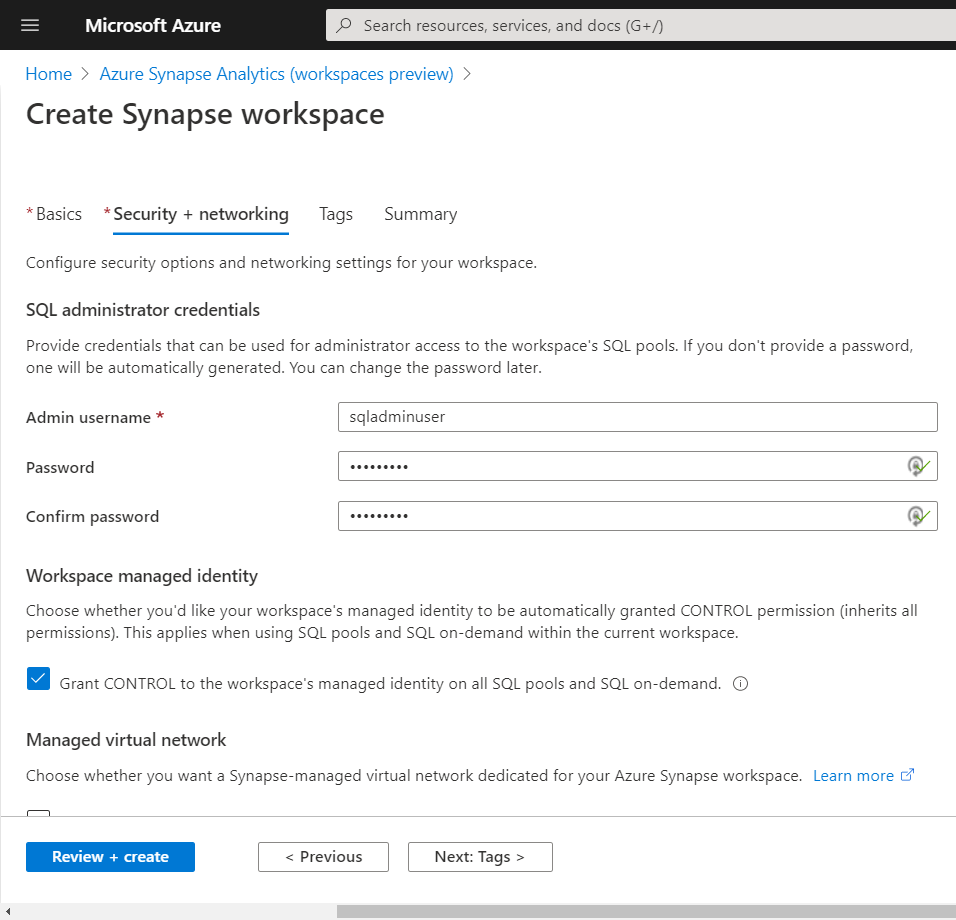 Microsoft Azure
Search resources, services, and docs (G+/)
Home > Azure Synapse Analytics (workspaces preview) >
Create Synapse workspace
* Basics * Security + networking Tags Summary
Configure security options and networking settings for your workspace.
SQL administrator credentials
Provide credentials that can be used for administrator access to the workspace's SQL pools. If you don't provide a password,
one will be automatically generated. You can change the password later.
Admin username * sqladminuser
Password •••••••••
Confirm password •••••••••
Workspace managed identity
Choose whether you'd like your workspace's managed identity to be automatically granted CONTROL permission (inherits all
permissions). This applies when using SQL pools and SQL on-demand within the current workspace.
Grant CONTROL to the workspace's managed identity on all SQL pools and SQL on-demand.
Managed virtual network
Choose whether you want a Synapse-managed virtual network dedicated for your Azure Synapse workspace. Learn more
Review + create < Previous Next: Tags >